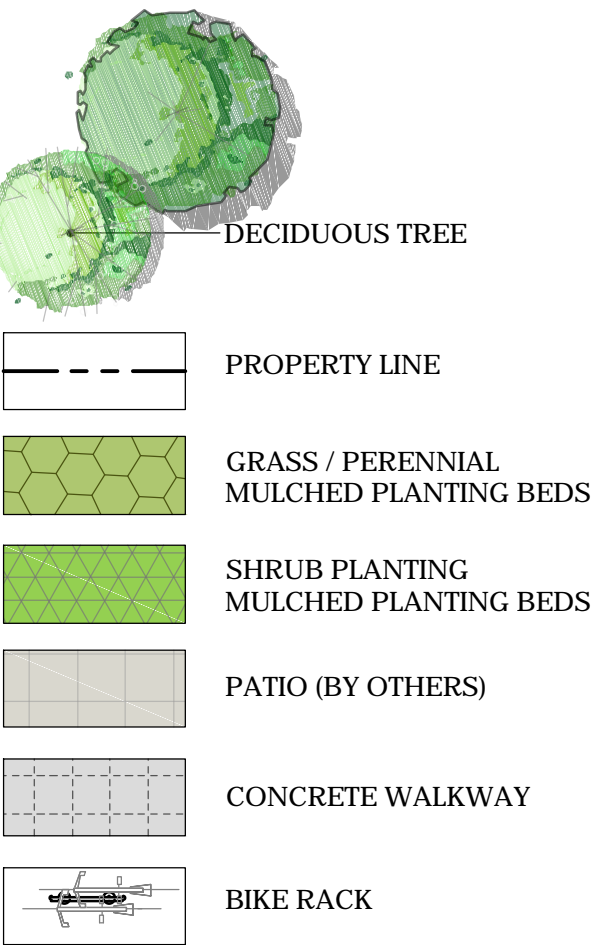 DECIDUOUS TREE
PROPERTY LINE
GRASS / PERENNIAL
MULCHED PLANTING BEDS
SHRUB PLANTING
MULCHED PLANTING BEDS
PATIO (BY OTHERS)
CONCRETE WALKWAY
BIKE RACK